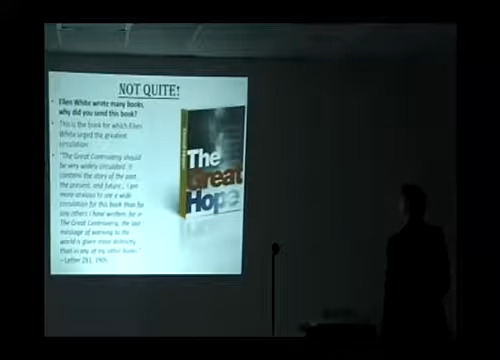 NOT QUITE!
• Ellen White wrote many books,
why did you send this book?
• This is the book for which Ellen
White urged the greatest
circulation
• "The Great Controversy should
be very widely circulated. It
contains the story of the past,
the present, and future. I am
more anxious to see a wide
circulation for this book than for
any others I have written; for in
The Great Controversy, the last
message of warning to the
world is given more distinctly
than in any of my other books."
– Letter 281, 1905
The
Great
Hope